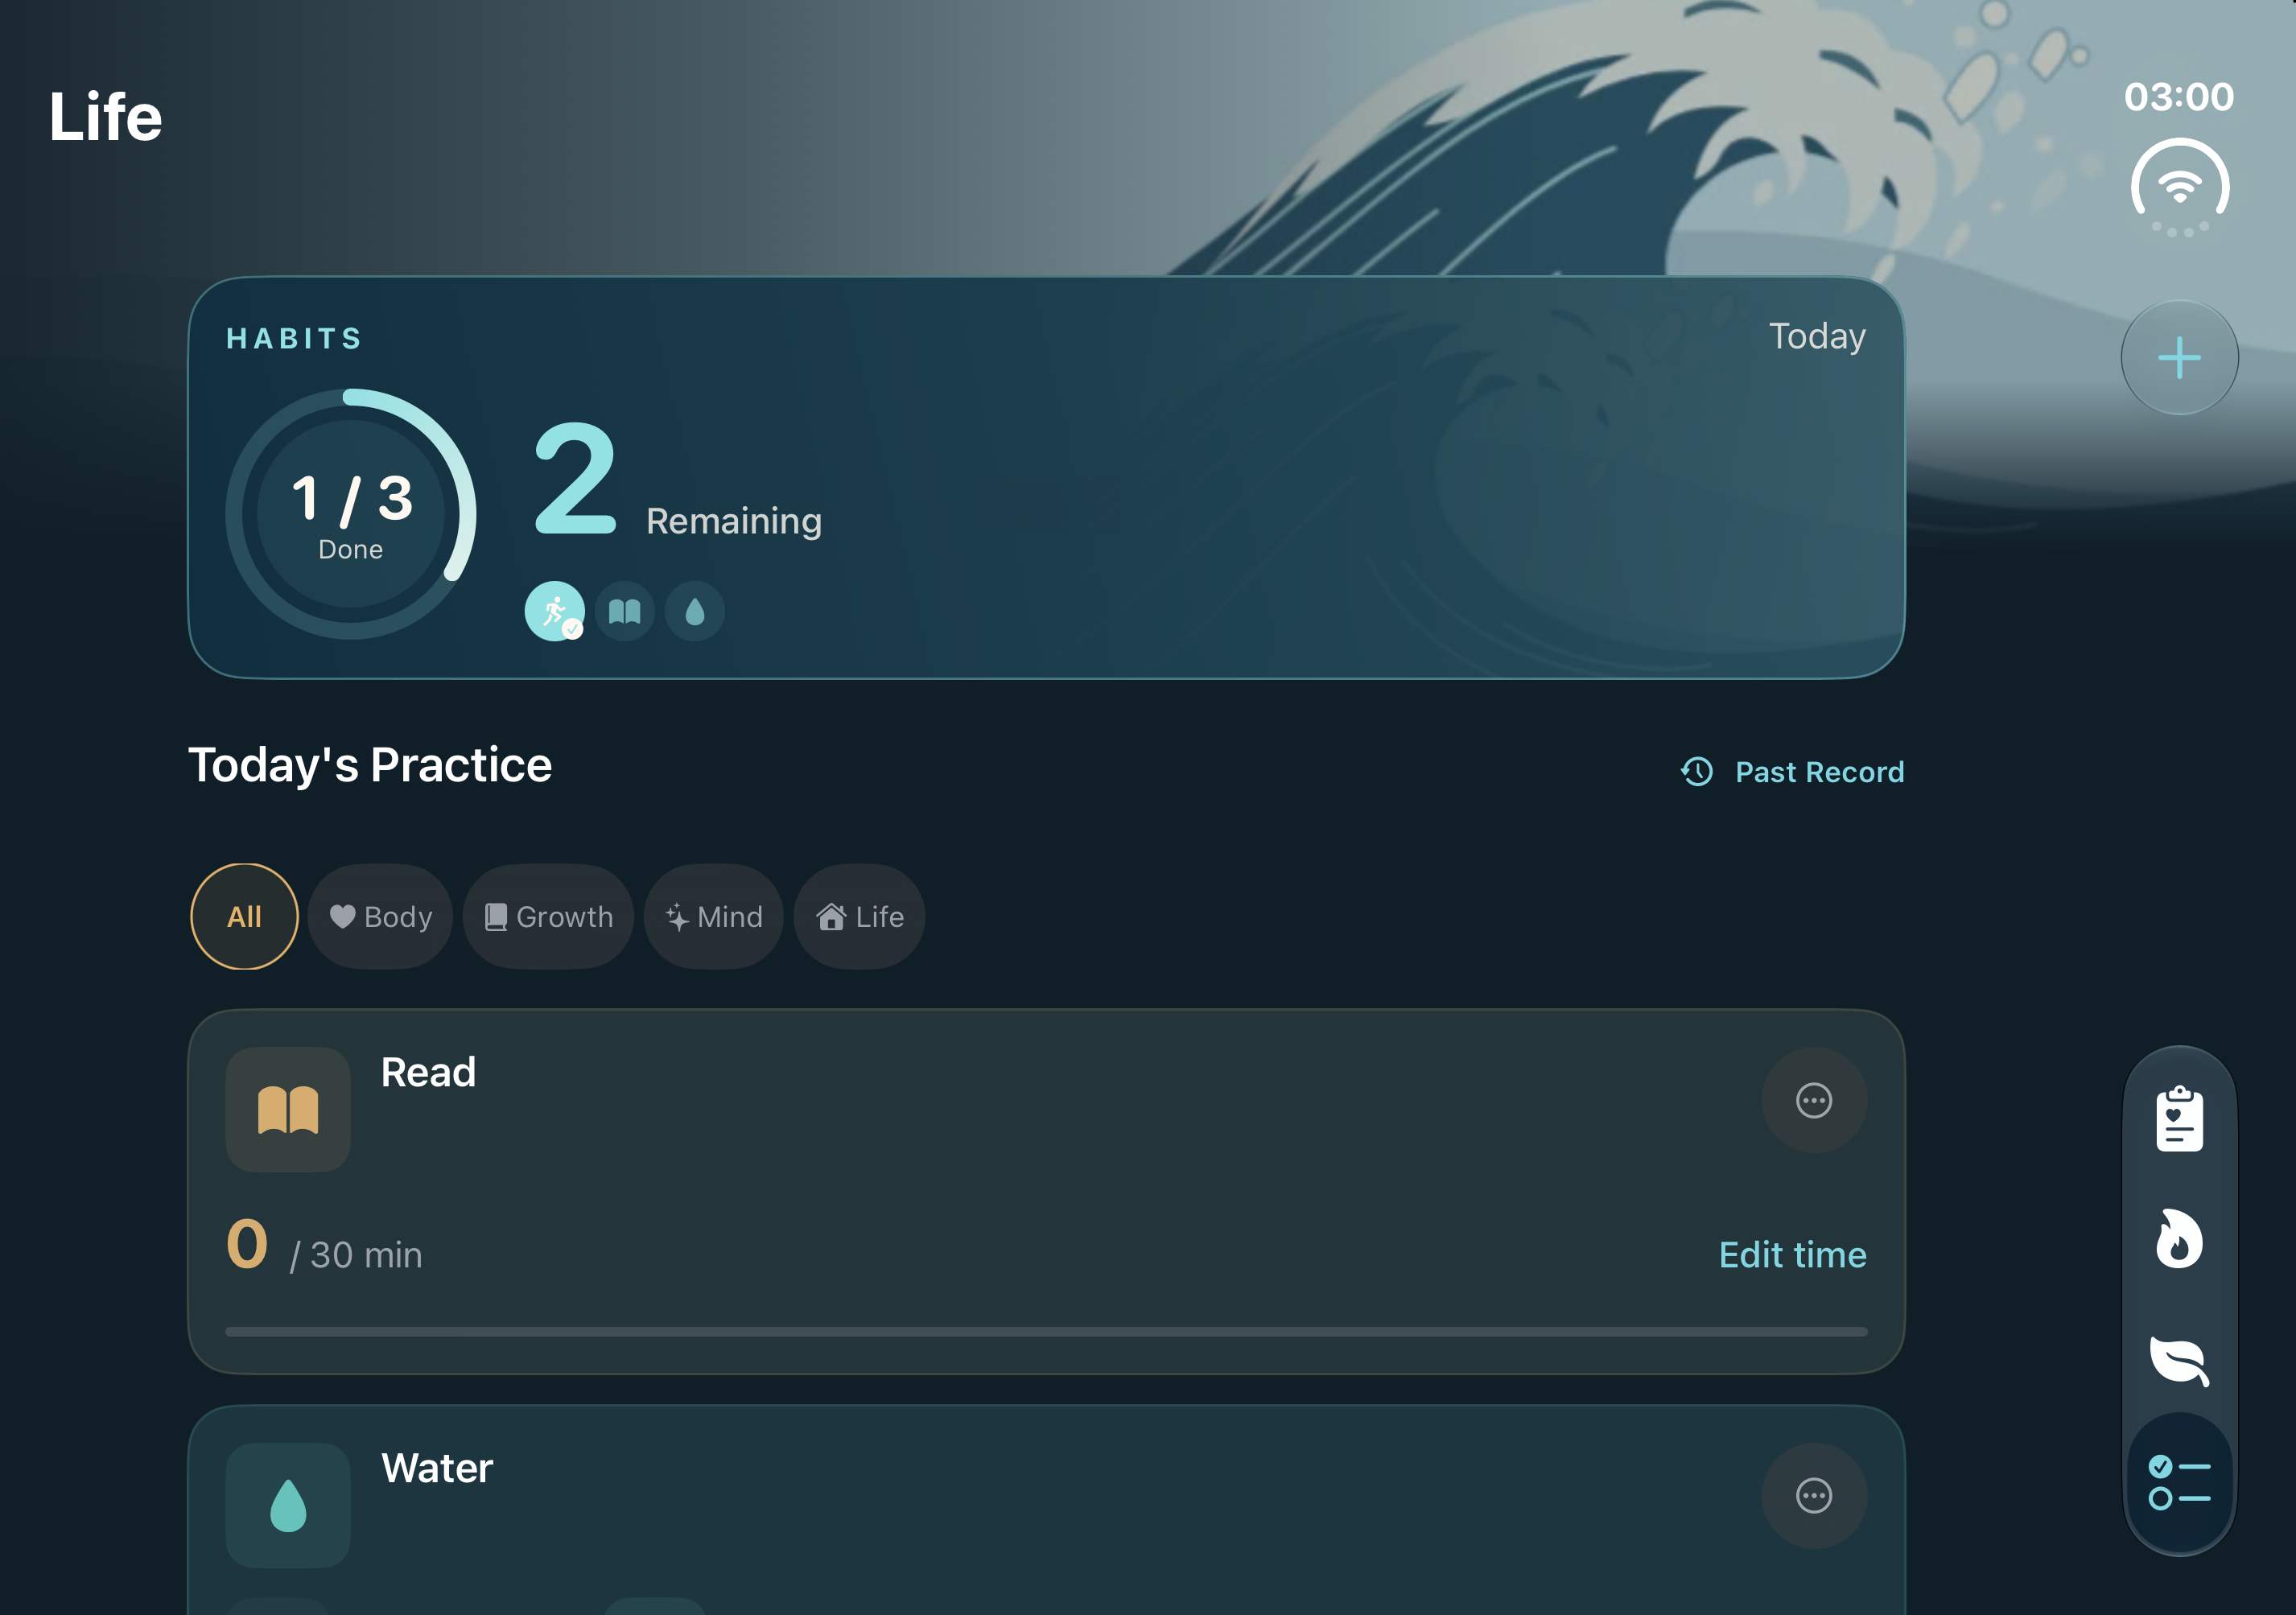 Life
03:00
HABITS
Today
1 / 3
Done
2 Remaining
Today's Practice
Past Record
All
Body
Growth
Mind
Life
Read
0 / 30 min
Edit time
Water